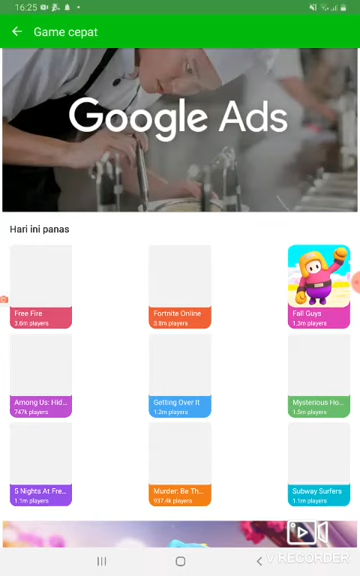 16:25
Game cepat
Google Ads
Hari ini panas
Free Fire
3.6m players
Fortnite Online
3.8m players
Fall Guys
1.3m players
Among Us: Hid...
747k players
Getting Over It
1.2m players
Mysterious Ho...
1.5m players
5 Nights At Fre...
1.1m players
Murder: Be Th...
937.4k players
Subway Surfers
1.1m players
V RECORDER